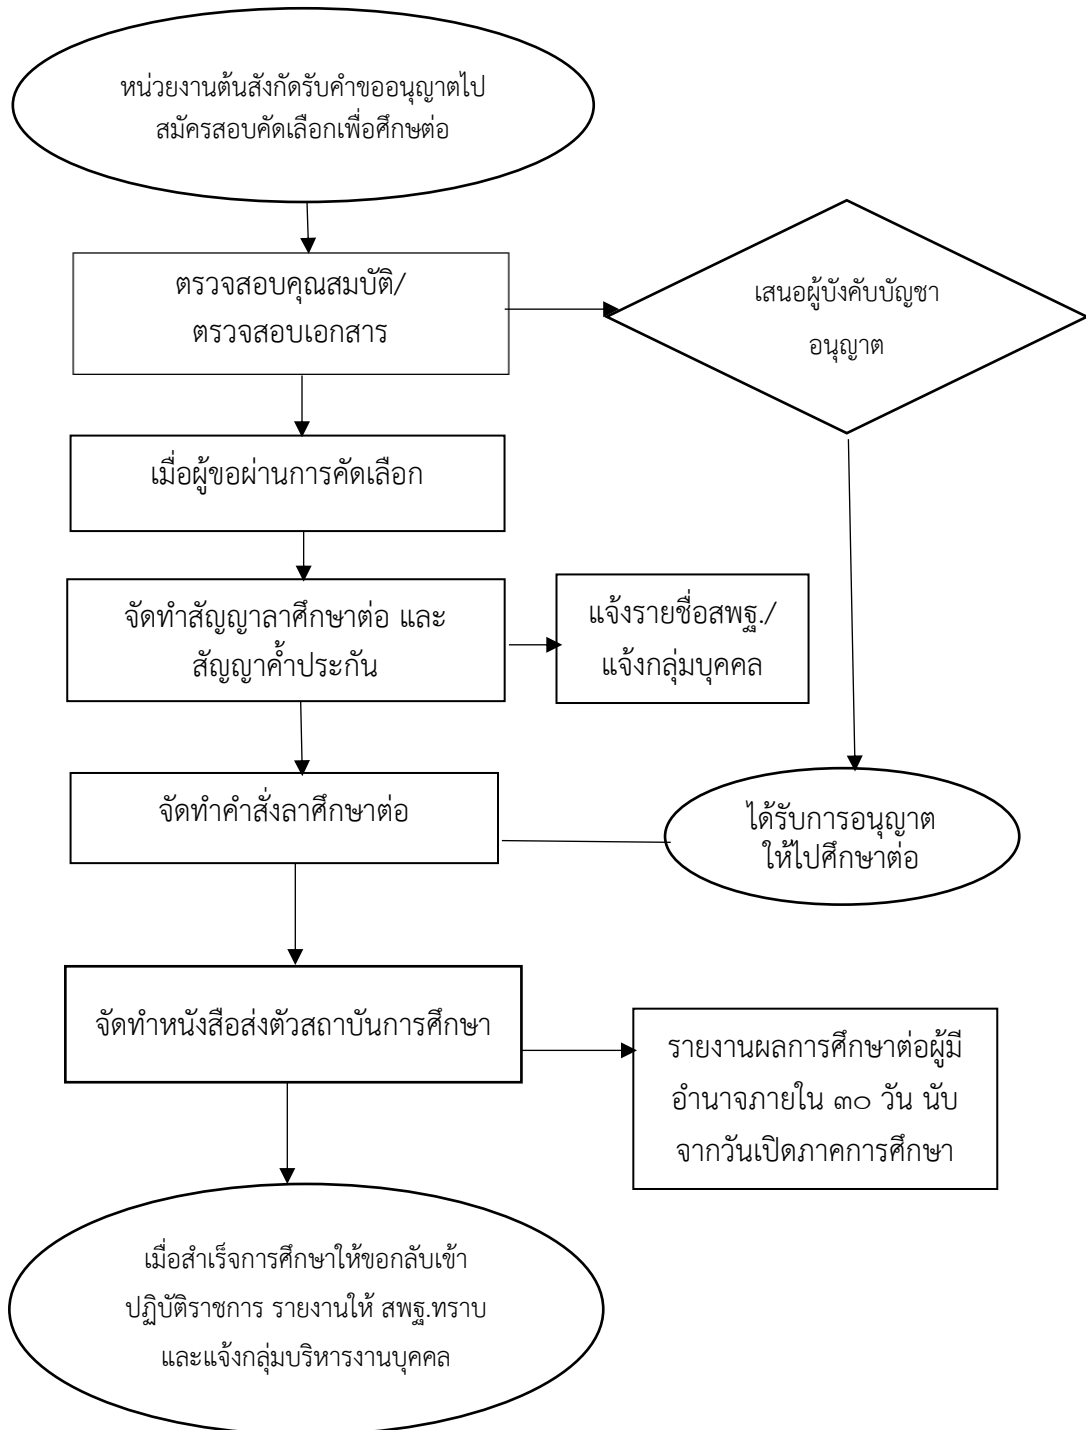 หน่วยงานต้นสังกัดรับคำขออนุญาตไป
สมัครสอบคัดเลือกเพื่อศึกษต่อ
ตรวจสอบคุณสมบัติ/
ตรวจสอบเอกสาร
เสนอผู้บังคับบัญชา
อนุญาต
เมื่อผู้ขอผ่านการคัดเลือก
จัดทำสัญญาลาศึกษาต่อ และ
สัญญาค้ำประกัน
แจ้งรายชื่อสพฐ./
แจ้งกลุ่มบุคคล
จัดทำคำสั่งลาศึกษาต่อ
ได้รับการอนุญาต
ให้ไปศึกษาต่อ
จัดทำหนังสือส่งตัวสถาบันการศึกษา
รายงานผลการศึกษาต่อผู้มี
อำนาจภายใน ๓๐ วัน นับ
จากวันเปิดภาคการศึกษา
เมื่อสำเร็จการศึกษาให้ขอกลับเข้า
ปฏิบัติราชการ รายงานให้ สพฐ.ทราบ
และแจ้งกลุ่มบริหารงานบุคคล